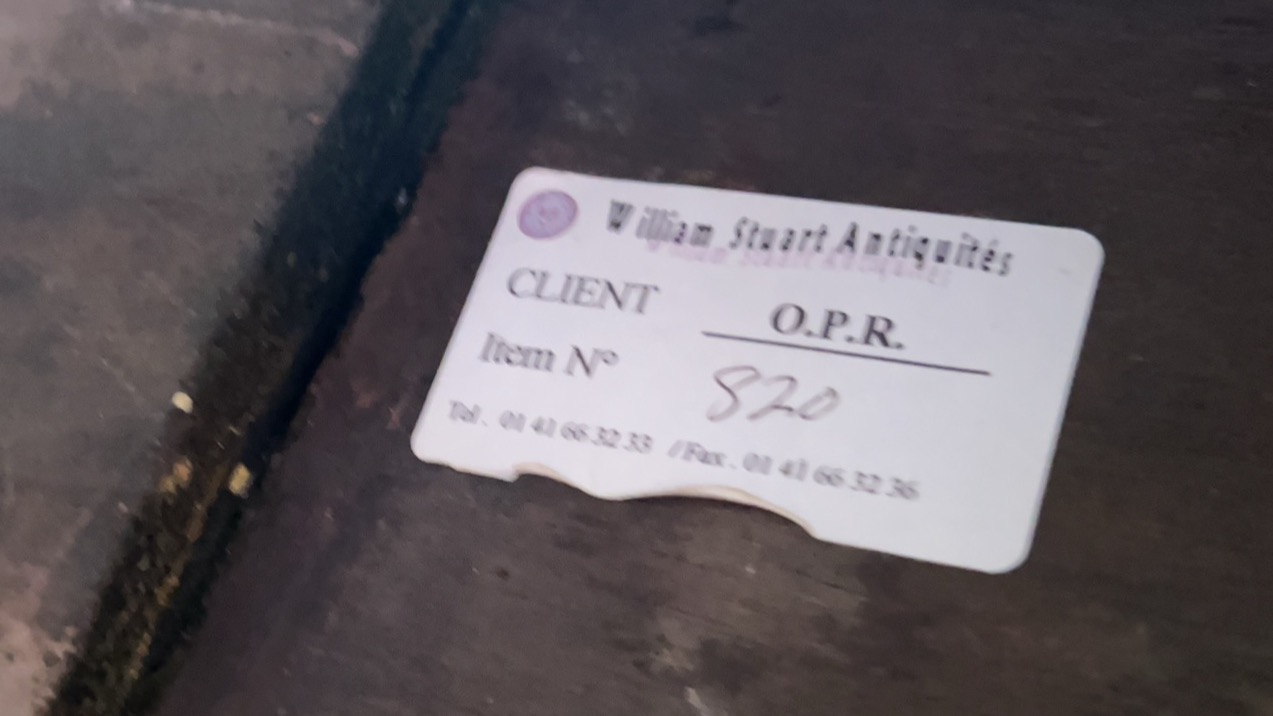 William Stuart Antiquités
CLIENT O.P.R.
Item N° 820
Tel. 01 41 66 32 33 / Fax. 01 41 66 32 36